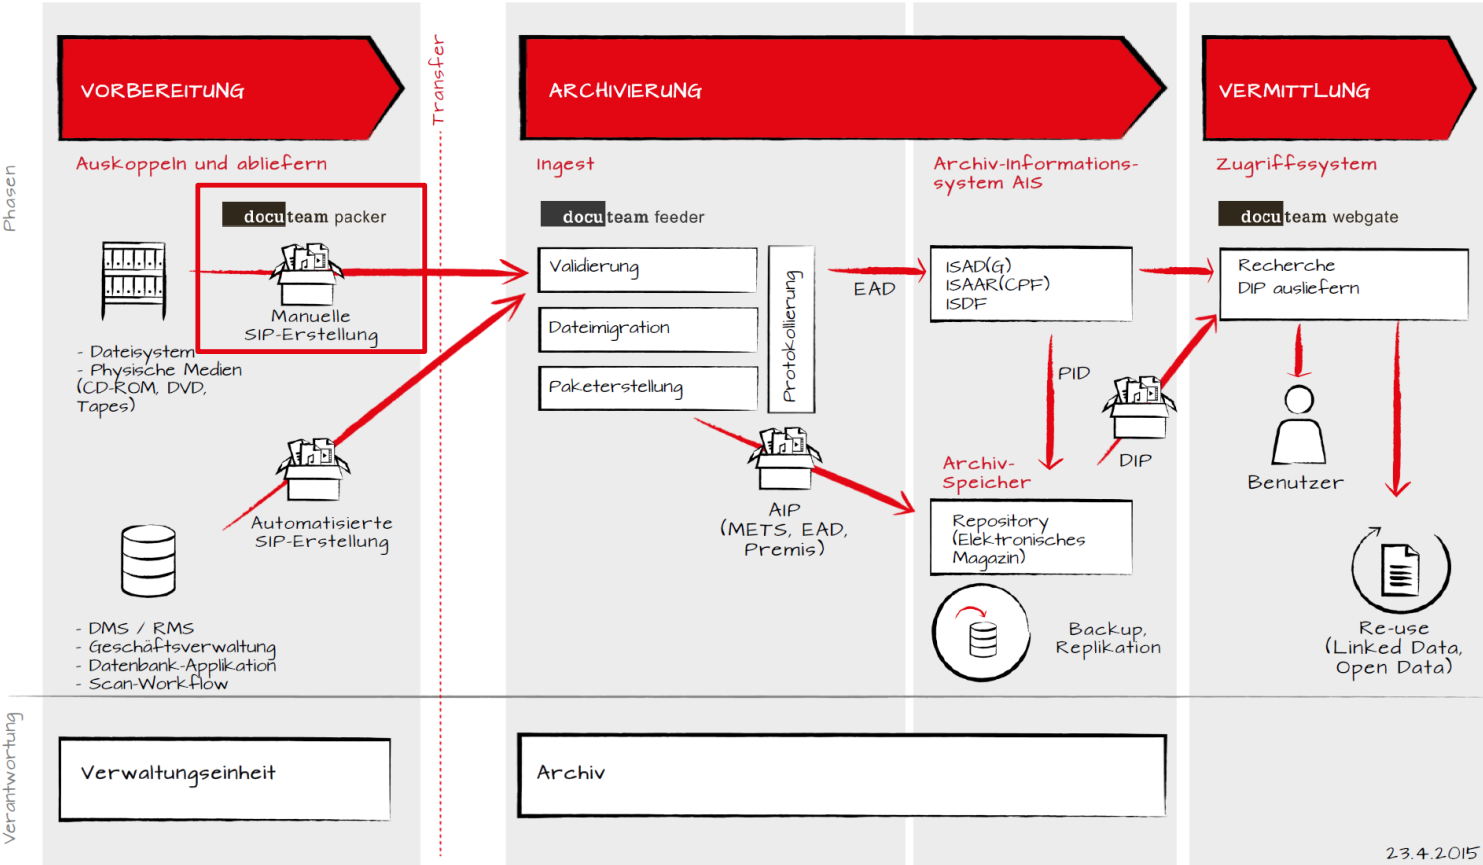 Phasen
VORBEREITUNG
Auskoppeln und abliefern
docuteam packer
Manuelle
SIP-Erstellung
- Dateisystem
- Physische Medien
(CD-ROM, DVD,
Tapes)
Automatisierte
SIP-Erstellung
- DMS / RMS
- Geschäftsverwaltung
- Datenbank-Applikation
- Scan-Workflow
Transfer
ARCHIVIERUNG
Ingest
docuteam feeder
Validierung
Dateimigration
Paketerstellung
Protokollierung
EAD
AIP
(METS, EAD,
Premis)
Archiv-Informations-
system AIS
ISAD(G)
ISAAR(CPF)
ISDF
PID
DIP
Archiv-
Speicher
Repository
(Elektronisches
Magazin)
Backup,
Replikation
VERMITTLUNG
Zugriffssystem
docuteam webgate
Recherche
DIP ausliefern
Benutzer
Re-use
(Linked Data,
Open Data)
Verantwortung
Verwaltungseinheit
Archiv
23.4.2015